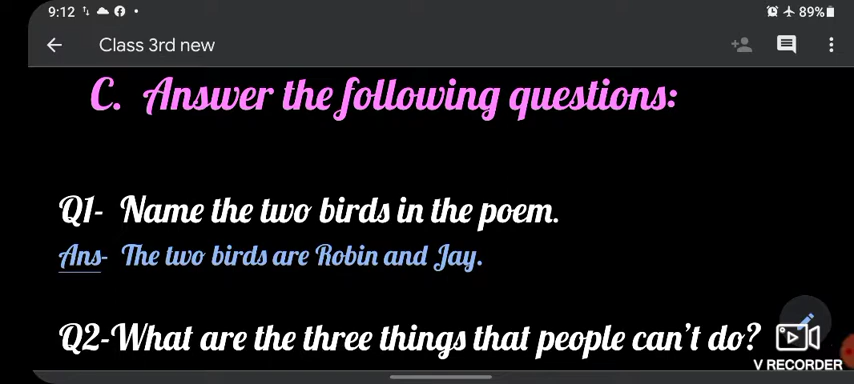 9:12
89%
Class 3rd new
C. Answer the following questions:
Q1- Name the two birds in the poem.
Ans- The two birds are Robin and Jay.
Q2-What are the three things that people can't do?
V RECORDER